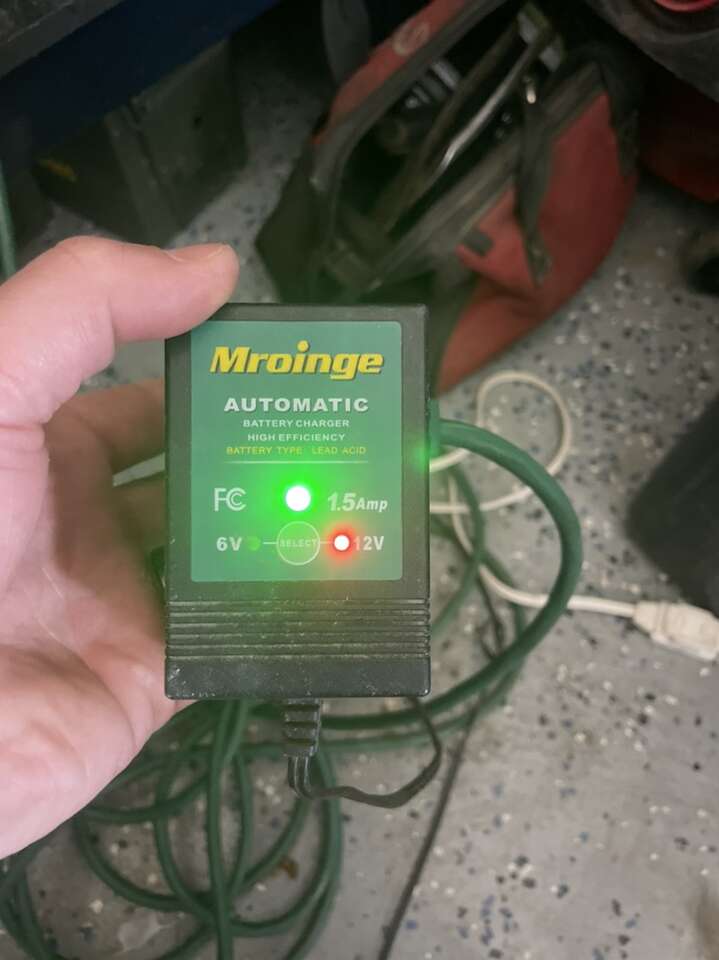 Mroinge
AUTOMATIC
BATTERY CHARGER
HIGH EFFICIENCY
BATTERY TYPE LEAD ACID
FC 1.5Amp
6V SELECT 12V